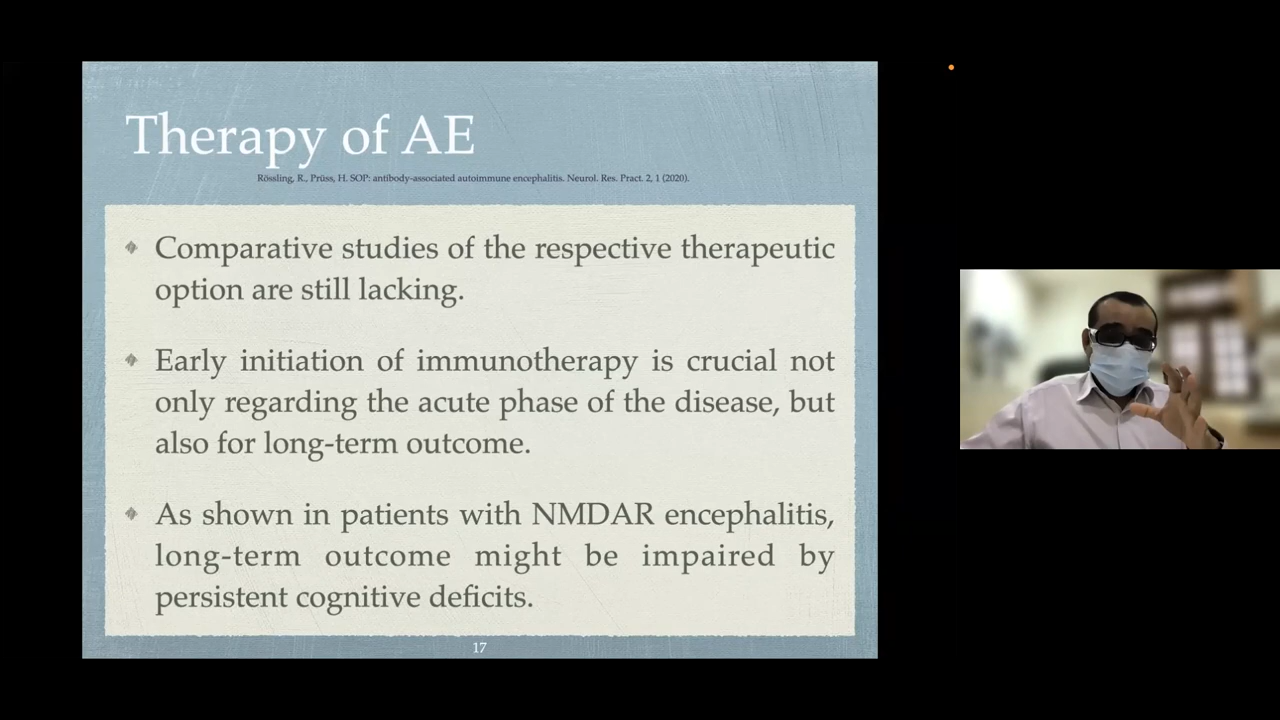 Therapy of AE
Rössling, R., Prüss, H. SOP: antibody-associated autoimmune encephalitis. Neurol. Res. Pract. 2, 1 (2020).
Comparative studies of the respective therapeutic
option are still lacking.
Early initiation of immunotherapy is crucial not
only regarding the acute phase of the disease, but
also for long-term outcome.
As shown in patients with NMDAR encephalitis,
long-term outcome might be impaired by
persistent cognitive deficits.
17